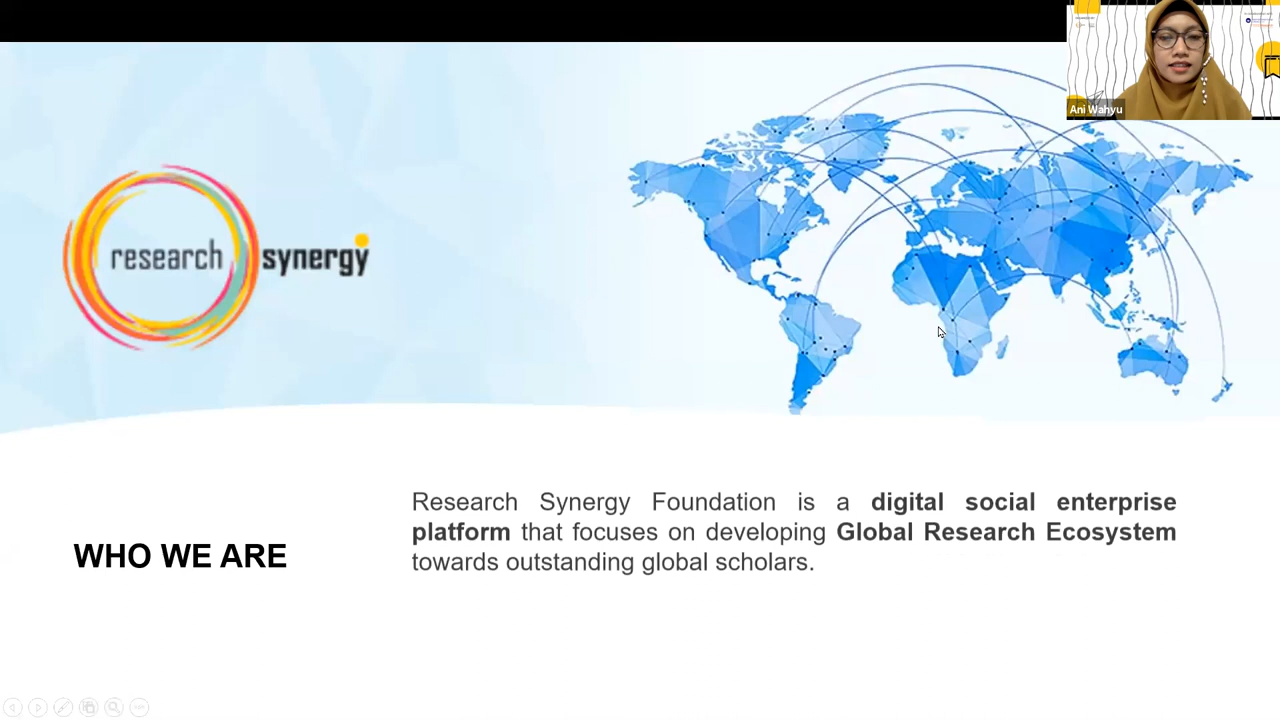 Ani Wahyu
research synergy
Research Synergy Foundation is a digital social enterprise
platform that focuses on developing Global Research Ecosystem
towards outstanding global scholars.
WHO WE ARE